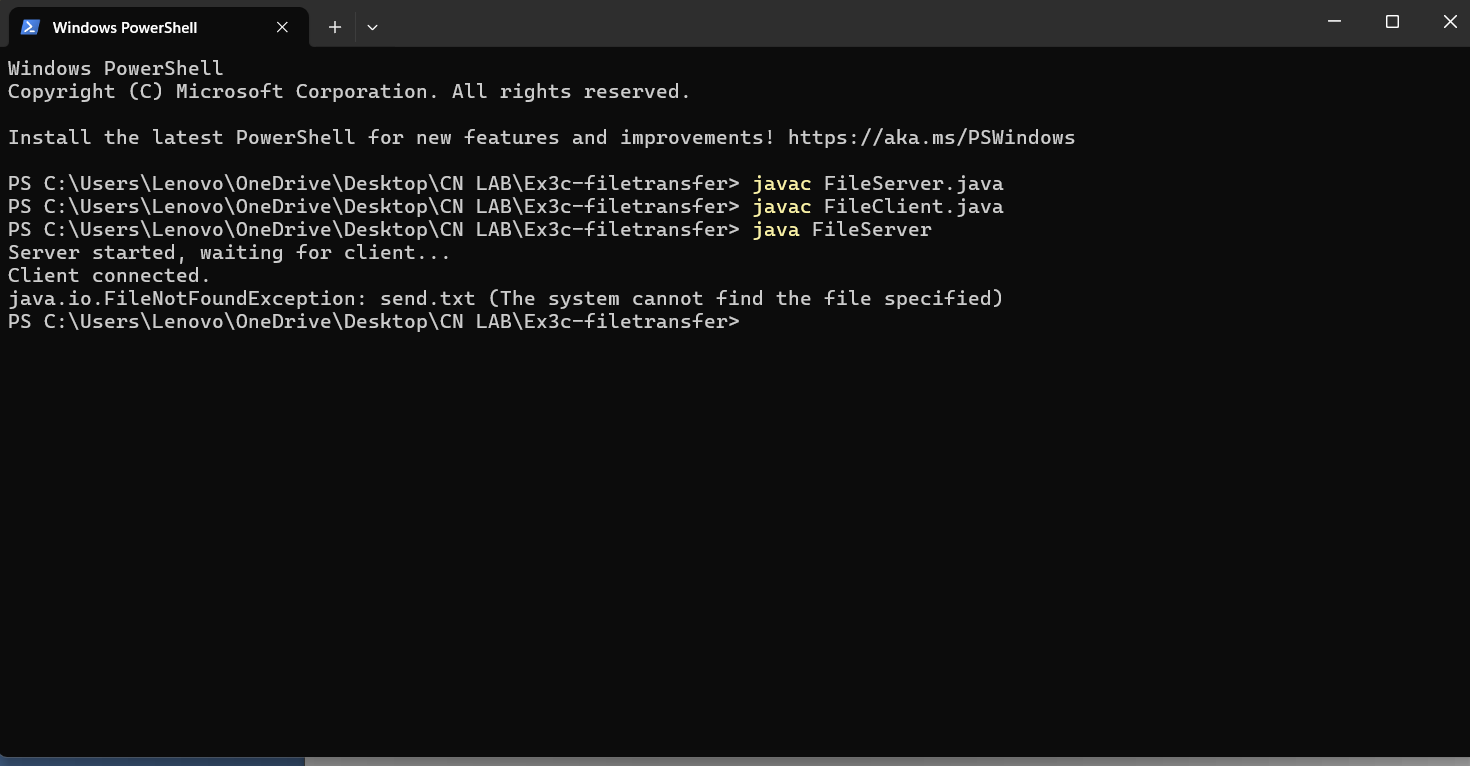 Windows PowerShell
Windows PowerShell
Copyright (C) Microsoft Corporation. All rights reserved.
Install the latest PowerShell for new features and improvements! https://aka.ms/PSWindows
PS C:\Users\Lenovo\OneDrive\Desktop\CN LAB\Ex3c-filetransfer> javac FileServer.java
PS C:\Users\Lenovo\OneDrive\Desktop\CN LAB\Ex3c-filetransfer> javac FileClient.java
PS C:\Users\Lenovo\OneDrive\Desktop\CN LAB\Ex3c-filetransfer> java FileServer
Server started, waiting for client...
Client connected.
java.io.FileNotFoundException: send.txt (The system cannot find the file specified)
PS C:\Users\Lenovo\OneDrive\Desktop\CN LAB\Ex3c-filetransfer>